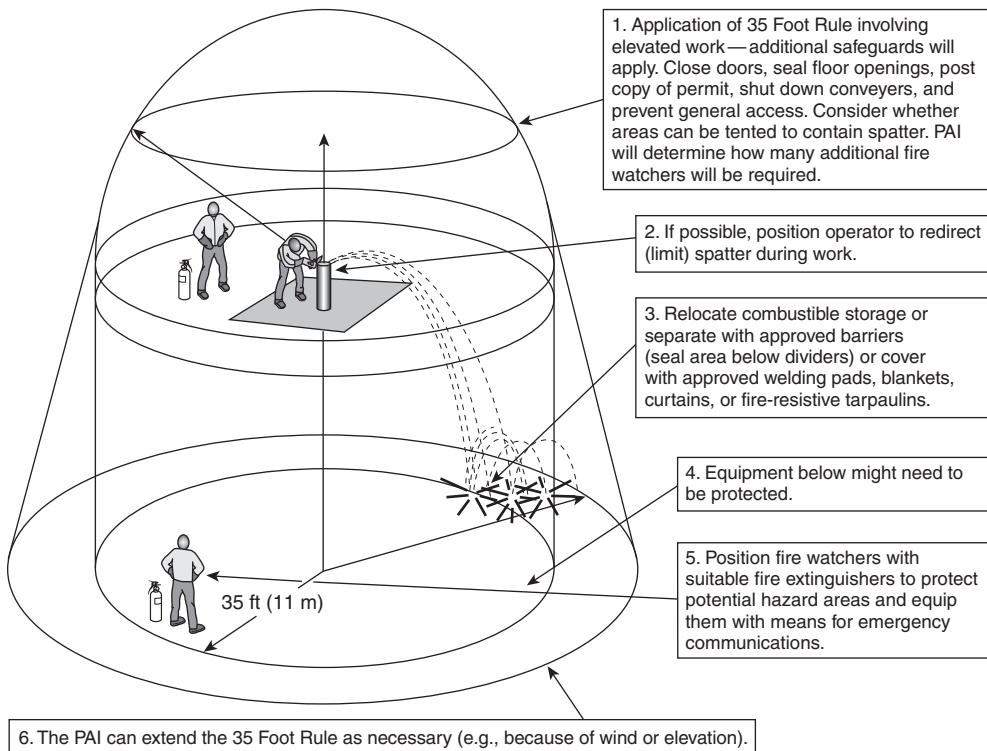 1. Application of 35 Foot Rule involving
elevated work — additional safeguards will
apply. Close doors, seal floor openings, post
copy of permit, shut down conveyers, and
prevent general access. Consider whether
areas can be tented to contain spatter. PAI
will determine how many additional fire
watchers will be required.
2. If possible, position operator to redirect
(limit) spatter during work.
3. Relocate combustible storage or
separate with approved barriers
(seal area below dividers) or cover
with approved welding pads, blankets,
curtains, or fire-resistive tarpaulins.
4. Equipment below might need to
be protected.
5. Position fire watchers with
suitable fire extinguishers to protect
potential hazard areas and equip
them with means for emergency
communications.
35 ft (11 m)
6. The PAI can extend the 35 Foot Rule as necessary (e.g., because of wind or elevation).